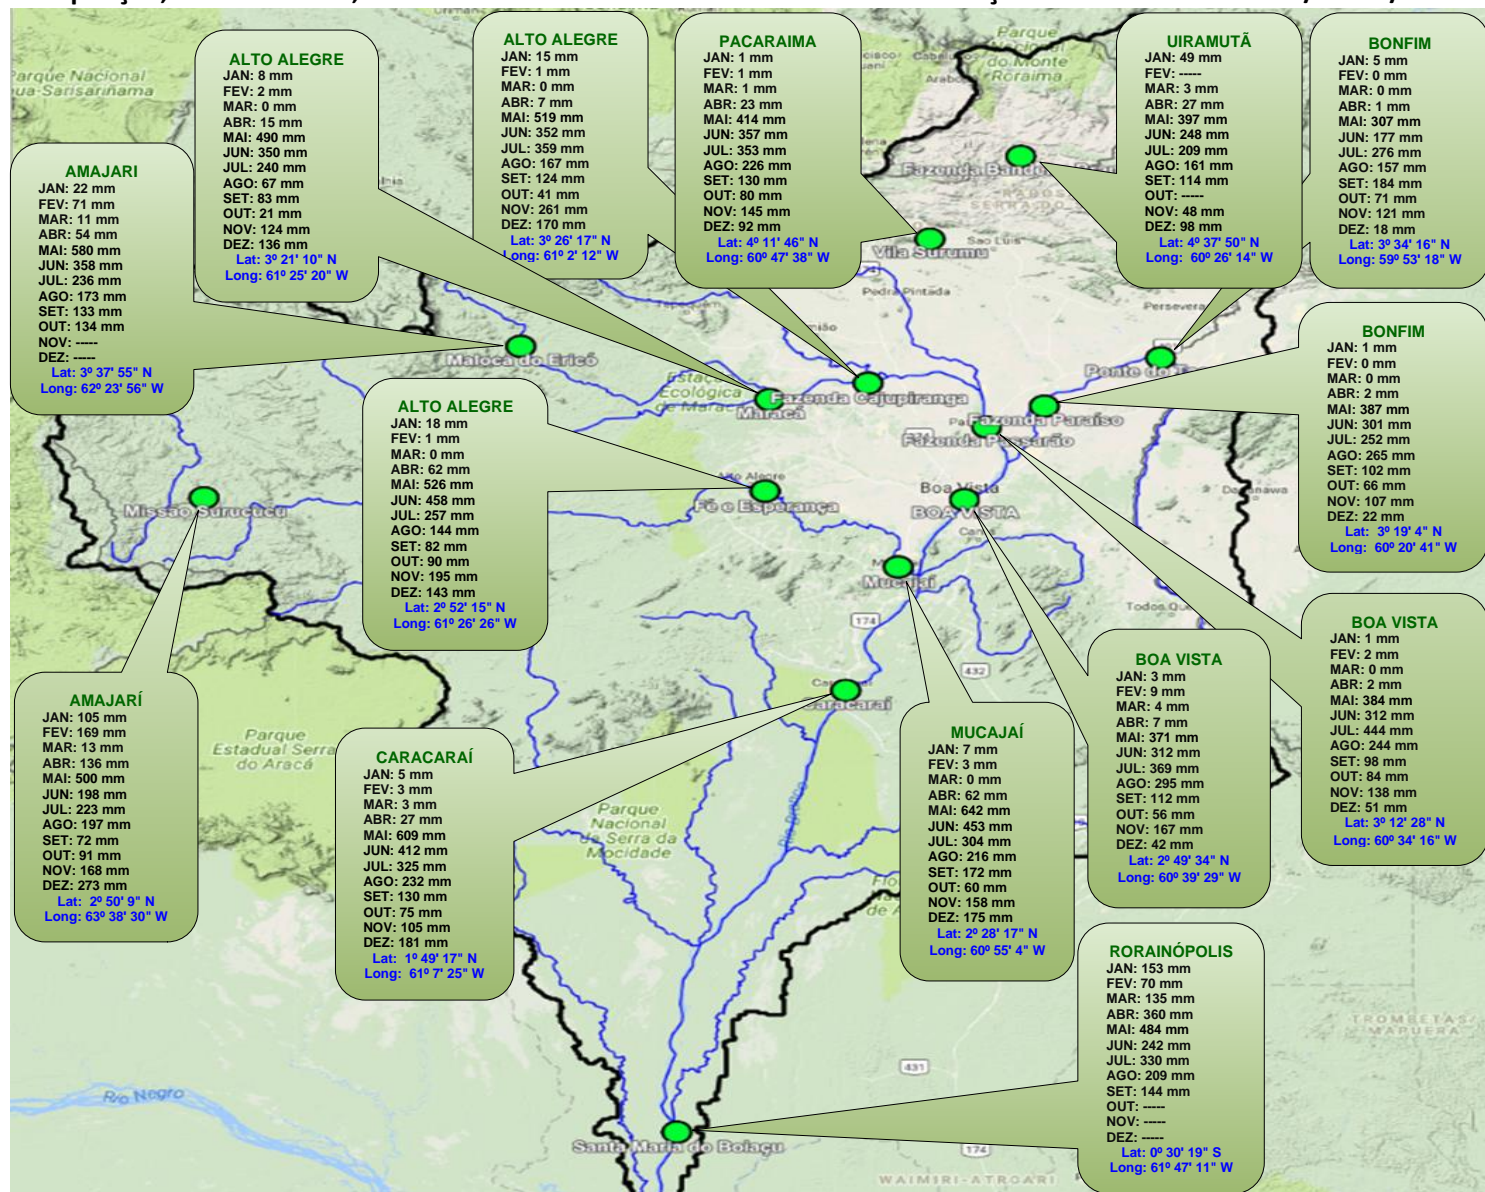 ALTO ALEGRE
JAN: 8 mm
FEV: 2 mm
MAR: 0 mm
ABR: 15 mm
MAI: 490 mm
JUN: 350 mm
JUL: 240 mm
AGO: 67 mm
SET: 83 mm
OUT: 21 mm
NOV: 124 mm
DEZ: 136 mm
Lat: 3º 21' 10" N
Long: 61º 25' 20" W
ALTO ALEGRE
JAN: 15 mm
FEV: 1 mm
MAR: 0 mm
ABR: 7 mm
MAI: 519 mm
JUN: 352 mm
JUL: 359 mm
AGO: 167 mm
SET: 124 mm
OUT: 41 mm
NOV: 261 mm
DEZ: 170 mm
Lat: 3º 26' 17" N
Long: 61º 2' 12" W
PACARAIMA
JAN: 1 mm
FEV: 1 mm
MAR: 1 mm
ABR: 23 mm
MAI: 414 mm
JUN: 357 mm
JUL: 353 mm
AGO: 226 mm
SET: 130 mm
OUT: 80 mm
NOV: 145 mm
DEZ: 92 mm
Lat: 4º 11' 46" N
Long: 60º 47' 38" W
UIRAMUTÃ
JAN: 49 mm
FEV: -----
MAR: 3 mm
ABR: 27 mm
MAI: 397 mm
JUN: 248 mm
JUL: 209 mm
AGO: 161 mm
SET: 114 mm
OUT: -----
NOV: 48 mm
DEZ: 98 mm
Lat: 4º 37' 50" N
Long: 60º 26' 14" W
BONFIM
JAN: 5 mm
FEV: 0 mm
MAR: 0 mm
ABR: 1 mm
MAI: 307 mm
JUN: 177 mm
JUL: 276 mm
AGO: 157 mm
SET: 184 mm
OUT: 71 mm
NOV: 121 mm
DEZ: 18 mm
Lat: 3º 34' 16" N
Long: 59º 53' 18" W
AMAJARI
JAN: 22 mm
FEV: 71 mm
MAR: 11 mm
ABR: 54 mm
MAI: 580 mm
JUN: 358 mm
JUL: 236 mm
AGO: 173 mm
SET: 133 mm
OUT: 134 mm
NOV: -----
DEZ: -----
Lat: 3º 37' 55" N
Long: 62º 23' 56" W
BONFIM
JAN: 1 mm
FEV: 0 mm
MAR: 0 mm
ABR: 2 mm
MAI: 387 mm
JUN: 301 mm
JUL: 252 mm
AGO: 265 mm
SET: 102 mm
OUT: 66 mm
NOV: 107 mm
DEZ: 22 mm
Lat: 3º 19' 4" N
Long: 60º 20' 41" W
ALTO ALEGRE
JAN: 18 mm
FEV: 1 mm
MAR: 0 mm
ABR: 62 mm
MAI: 526 mm
JUN: 458 mm
JUL: 257 mm
AGO: 144 mm
SET: 82 mm
OUT: 90 mm
NOV: 195 mm
DEZ: 143 mm
Lat: 2º 52' 15" N
Long: 61º 26' 26" W
BOA VISTA
JAN: 1 mm
FEV: 2 mm
MAR: 0 mm
ABR: 2 mm
MAI: 384 mm
JUN: 312 mm
JUL: 444 mm
AGO: 244 mm
SET: 98 mm
OUT: 84 mm
NOV: 138 mm
DEZ: 51 mm
Lat: 3º 12' 28" N
Long: 60º 34' 16" W
BOA VISTA
JAN: 3 mm
FEV: 9 mm
MAR: 4 mm
ABR: 7 mm
MAI: 371 mm
JUN: 312 mm
JUL: 369 mm
AGO: 295 mm
SET: 112 mm
OUT: 56 mm
NOV: 167 mm
DEZ: 42 mm
Lat: 2º 49' 34" N
Long: 60º 39' 29" W
AMAJARÍ
JAN: 105 mm
FEV: 169 mm
MAR: 13 mm
ABR: 136 mm
MAI: 500 mm
JUN: 198 mm
JUL: 223 mm
AGO: 197 mm
SET: 72 mm
OUT: 91 mm
NOV: 168 mm
DEZ: 273 mm
Lat: 2º 50' 9" N
Long: 63º 38' 30" W
CARACARAÍ
JAN: 5 mm
FEV: 3 mm
MAR: 3 mm
ABR: 27 mm
MAI: 609 mm
JUN: 412 mm
JUL: 325 mm
AGO: 232 mm
SET: 130 mm
OUT: 75 mm
NOV: 105 mm
DEZ: 181 mm
Lat: 1º 49' 17" N
Long: 61º 7' 25" W
MUCAJAÍ
JAN: 7 mm
FEV: 3 mm
MAR: 0 mm
ABR: 62 mm
MAI: 642 mm
JUN: 453 mm
JUL: 304 mm
AGO: 216 mm
SET: 172 mm
OUT: 60 mm
NOV: 158 mm
DEZ: 175 mm
Lat: 2º 28' 17" N
Long: 60º 55' 4" W
RORAINÓPOLIS
JAN: 153 mm
FEV: 70 mm
MAR: 135 mm
ABR: 360 mm
MAI: 484 mm
JUN: 242 mm
JUL: 330 mm
AGO: 209 mm
SET: 144 mm
OUT: -----
NOV: -----
DEZ: -----
Lat: 0º 30' 19" S
Long: 61º 47' 11" W
Parque
do Monte
Roraima
Parque Nacional
Vila Surumu
Pedra Pintada
Maloca do Ericó
Ecológica
Maracá
Fazenda Cajupiranga
Fazenda Paraíso
Fazenda Passarão
Alto Alegre
Fé e Esperança
Boa Vista
BOA VISTA
Missão Surucucu
Mucajaí
174
432
Caracaraí
Parque
Estadual Serra
do Aracá
Parque
Nacional
da Serra da
Mocidade
Rio Branco
Rio Negro
431
174
Santa Maria do Boiaçu
TROMBETAS/
MAPUERA
WAIMIRI-ATROARI